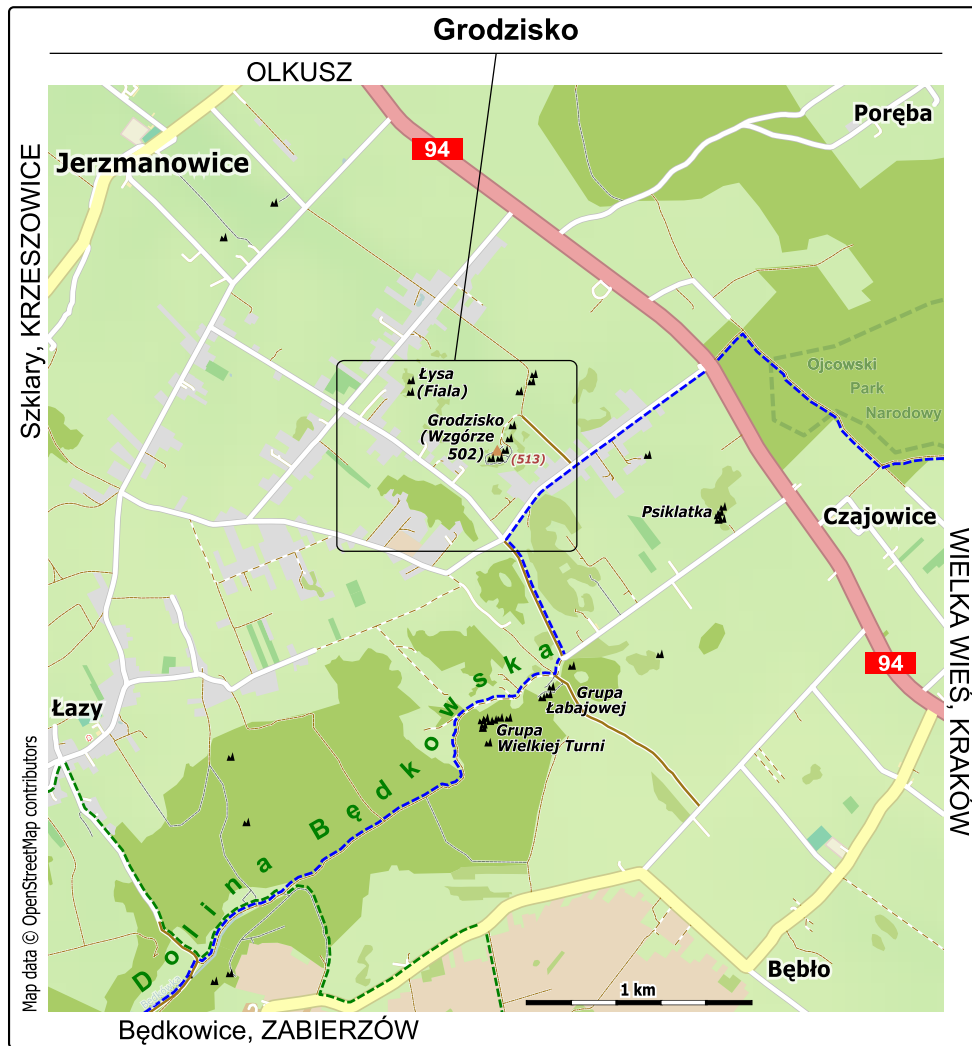 Grodzisko
OLKUSZ
Poręba
94
Jerzmanowice
Szklary, KRZESZOWICE
Ojcowski
Park
Narodowy
Łysa
(Fiala)
Grodzisko
(Wzgórze
502)
(513)
Psiklatka
Czajowice
WIELKA WIEŚ, KRAKÓW
94
Grupa
Łabajowej
Łazy
Grupa
Wielkiej Turni
Dolina Będkowska
Map data © OpenStreetMap contributors
Bębło
1 km
Będkowice, ZABIERZÓW